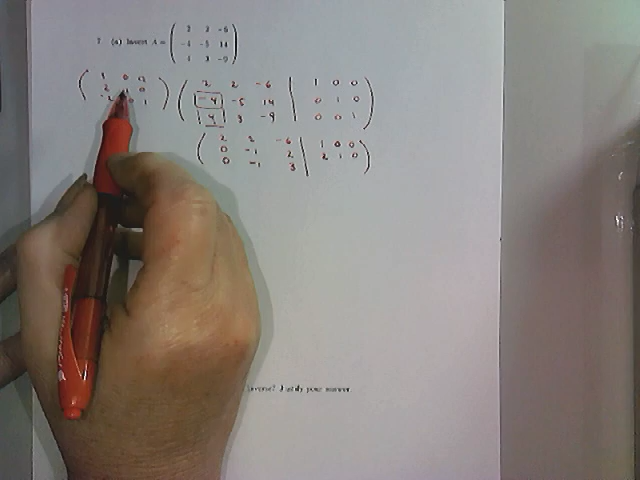 7. (a) Invert A = ( 2 2 -6
-4 -5 14
4 3 -9 )
( 1 0 0
2 1 0
-2 0 1 ) ( 2 2 -6 | 1 0 0
-4 -5 14 | 0 1 0
4 3 -9 | 0 0 1 )
( 2 2 -6 | 1 0 0
0 -1 2 | 2 1 0
0 -1 3 | )
inverse? Justify your answer.